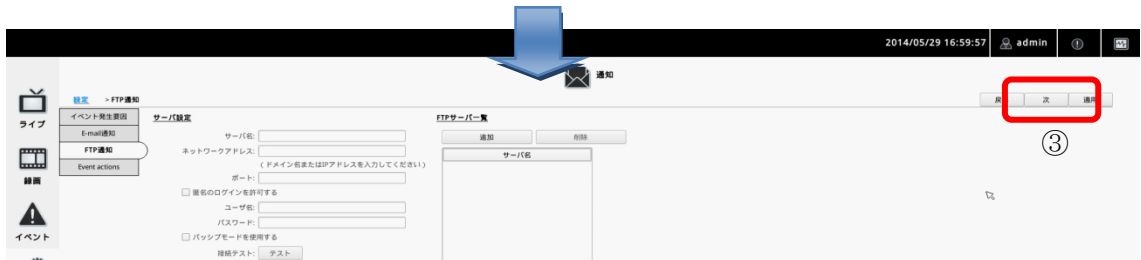 2014/05/29 16:59:57 admin
通知
設定 > FTP通知
戻 次 適用
ライブ
録画
イベント
イベント発生要因
E-mail通知
FTP通知
Event actions
サーバ設定
サーバ名:
ネットワークアドレス:
(ドメイン名またはIPアドレスを入力してください)
ポート:
匿名のログインを許可する
ユーザ名:
パスワード:
パッシブモードを使用する
接続テスト: テスト
FTPサーバー覧
追加 削除
サーバ名
③